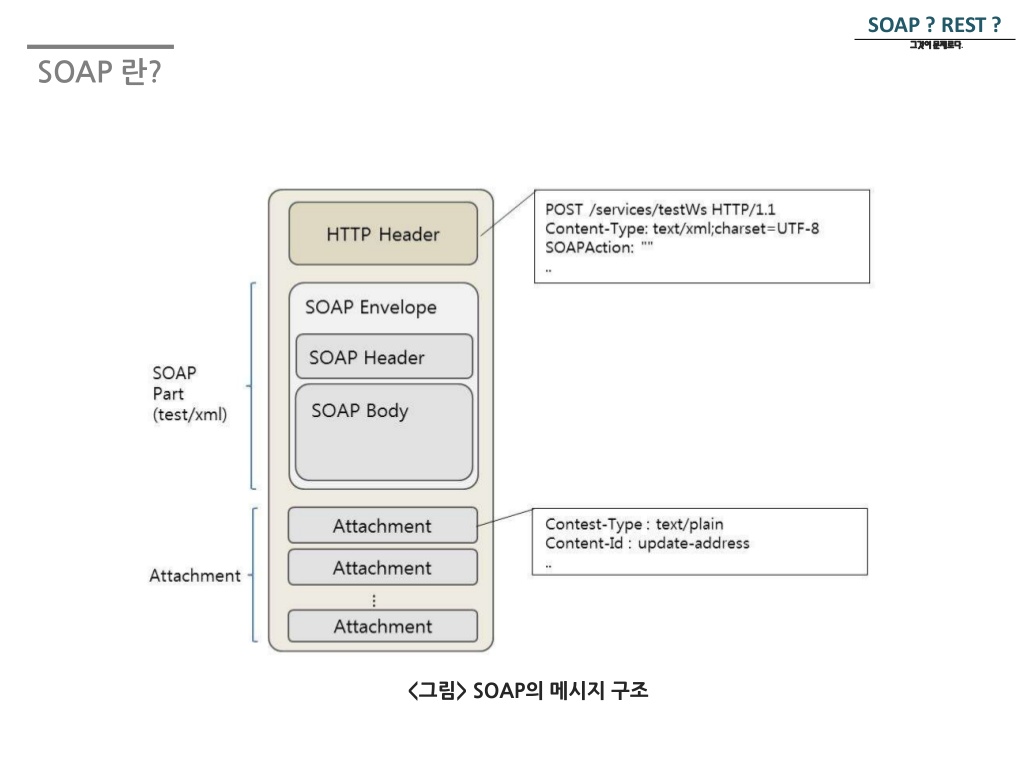 SOAP ? REST ?
그것이 문제로다.
SOAP 란?
HTTP Header
POST /services/testWs HTTP/1.1
Content-Type: text/xml;charset=UTF-8
SOAPAction: ""
..
SOAP Envelope
SOAP Header
SOAP Body
SOAP
Part
(test/xml)
Attachment
Attachment
Attachment
⋮
Attachment
Contest-Type : text/plain
Content-Id : update-address
..
<그림> SOAP의 메시지 구조